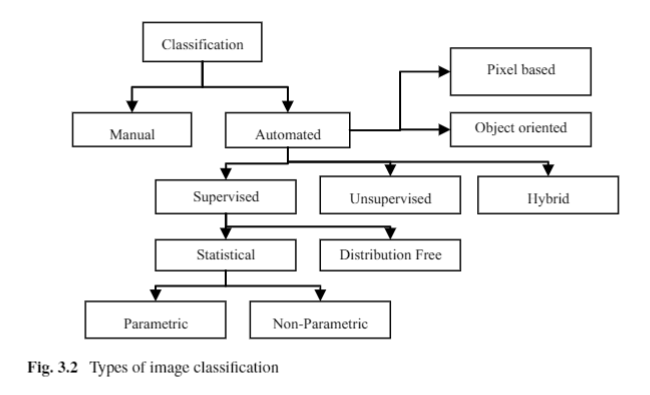 Classification
Pixel based
Manual
Automated
Object oriented
Supervised
Unsupervised
Hybrid
Statistical
Distribution Free
Parametric
Non-Parametric
Fig. 3.2 Types of image classification